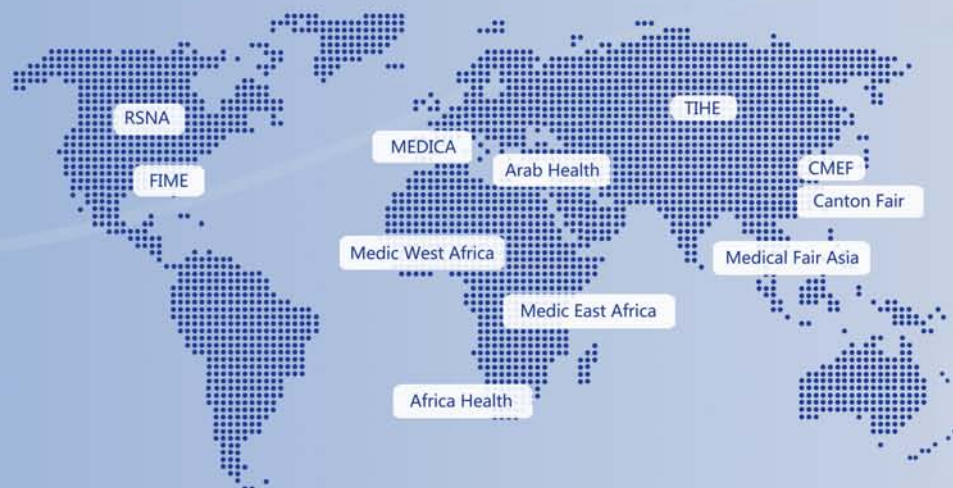 RSNA
TIHE
MEDICA
Arab Health
CMEF
FIME
Canton Fair
Medic West Africa
Medical Fair Asia
Medic East Africa
Africa Health